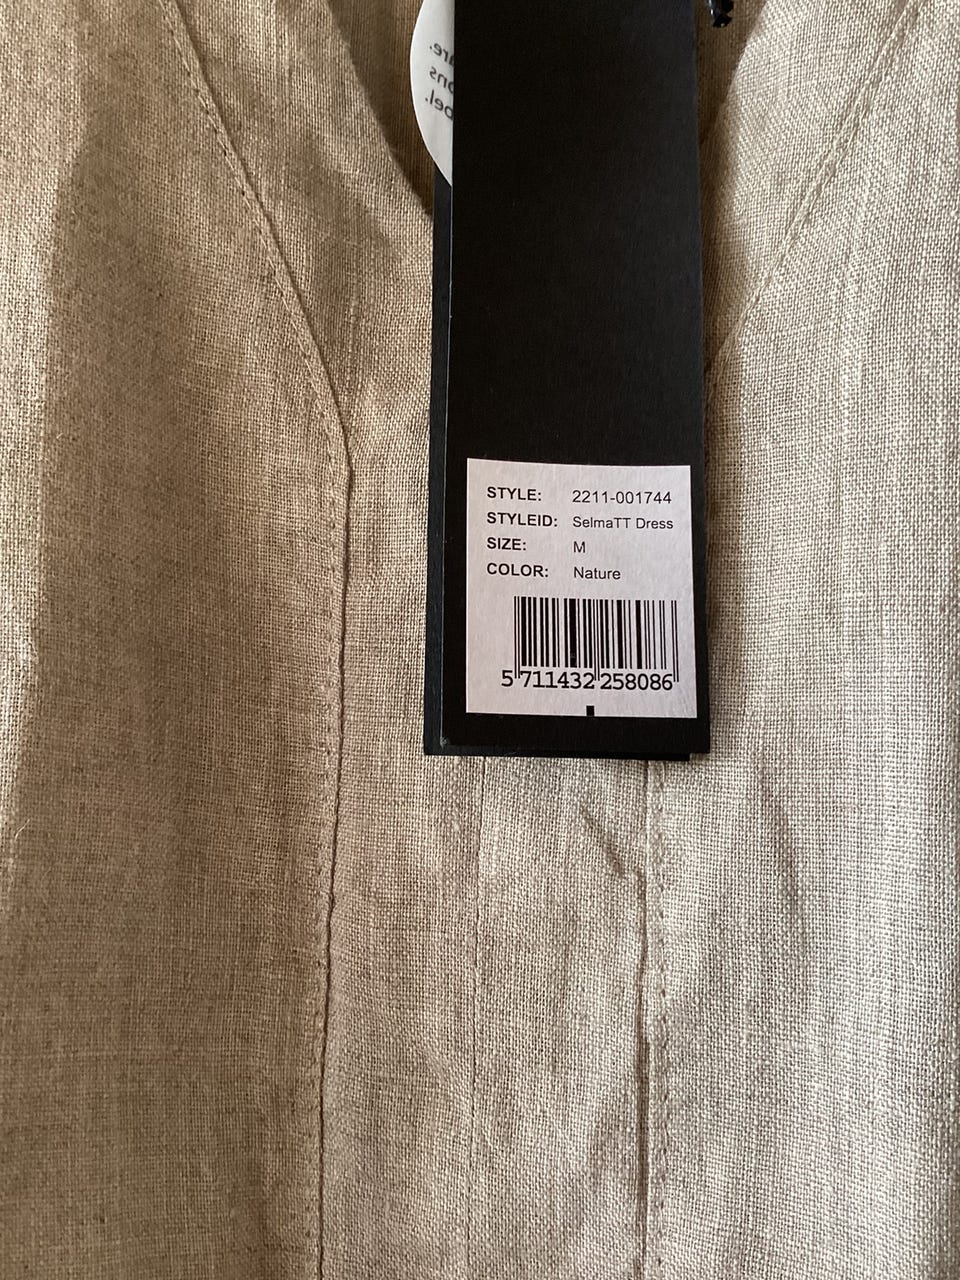 STYLE: 2211-001744
STYLEID: SelmaTT Dress
SIZE: M
COLOR: Nature
5 711432 258086